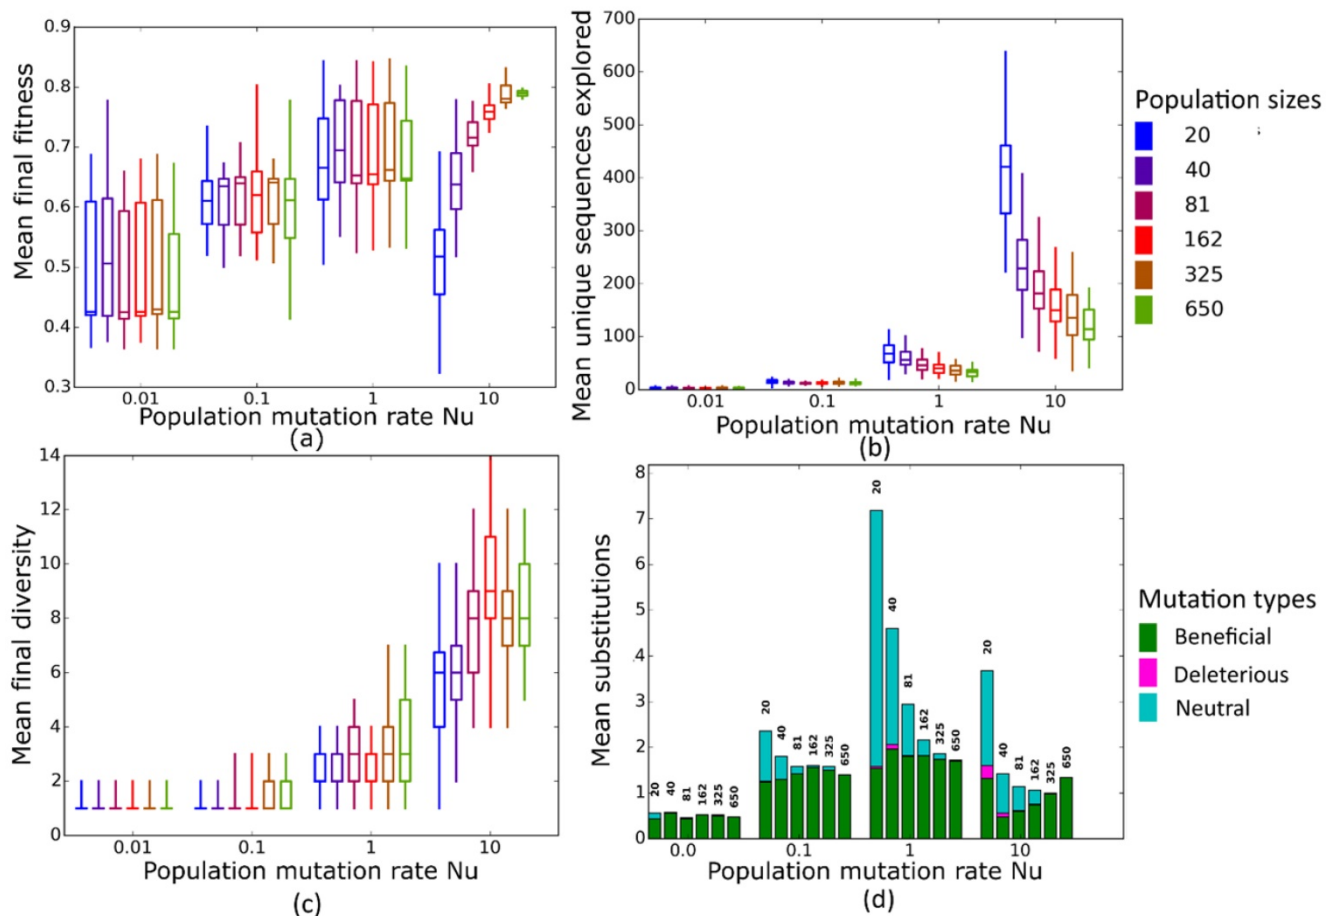 0.9
0.8
0.7
0.6
0.5
0.4
0.3
Mean final fitness
0.01 0.1 1 10
Population mutation rate Nu
(a)
700
600
500
400
300
200
100
0
Mean unique sequences explored
0.01 0.1 1 10
Population mutation rate Nu
(b)
Population sizes
20
40
81
162
325
650
14
12
10
8
6
4
2
0
Mean final diversity
0.01 0.1 1 10
Population mutation rate Nu
(c)
8
7
6
5
4
3
2
1
0
Mean substitutions
20 40 81 162 325 650
20 40 81 162 325 650
20 40 81 162 325 650
20 40 81 162 325 650
0.0 0.1 1 10
Population mutation rate Nu
(d)
Mutation types
Beneficial
Deleterious
Neutral